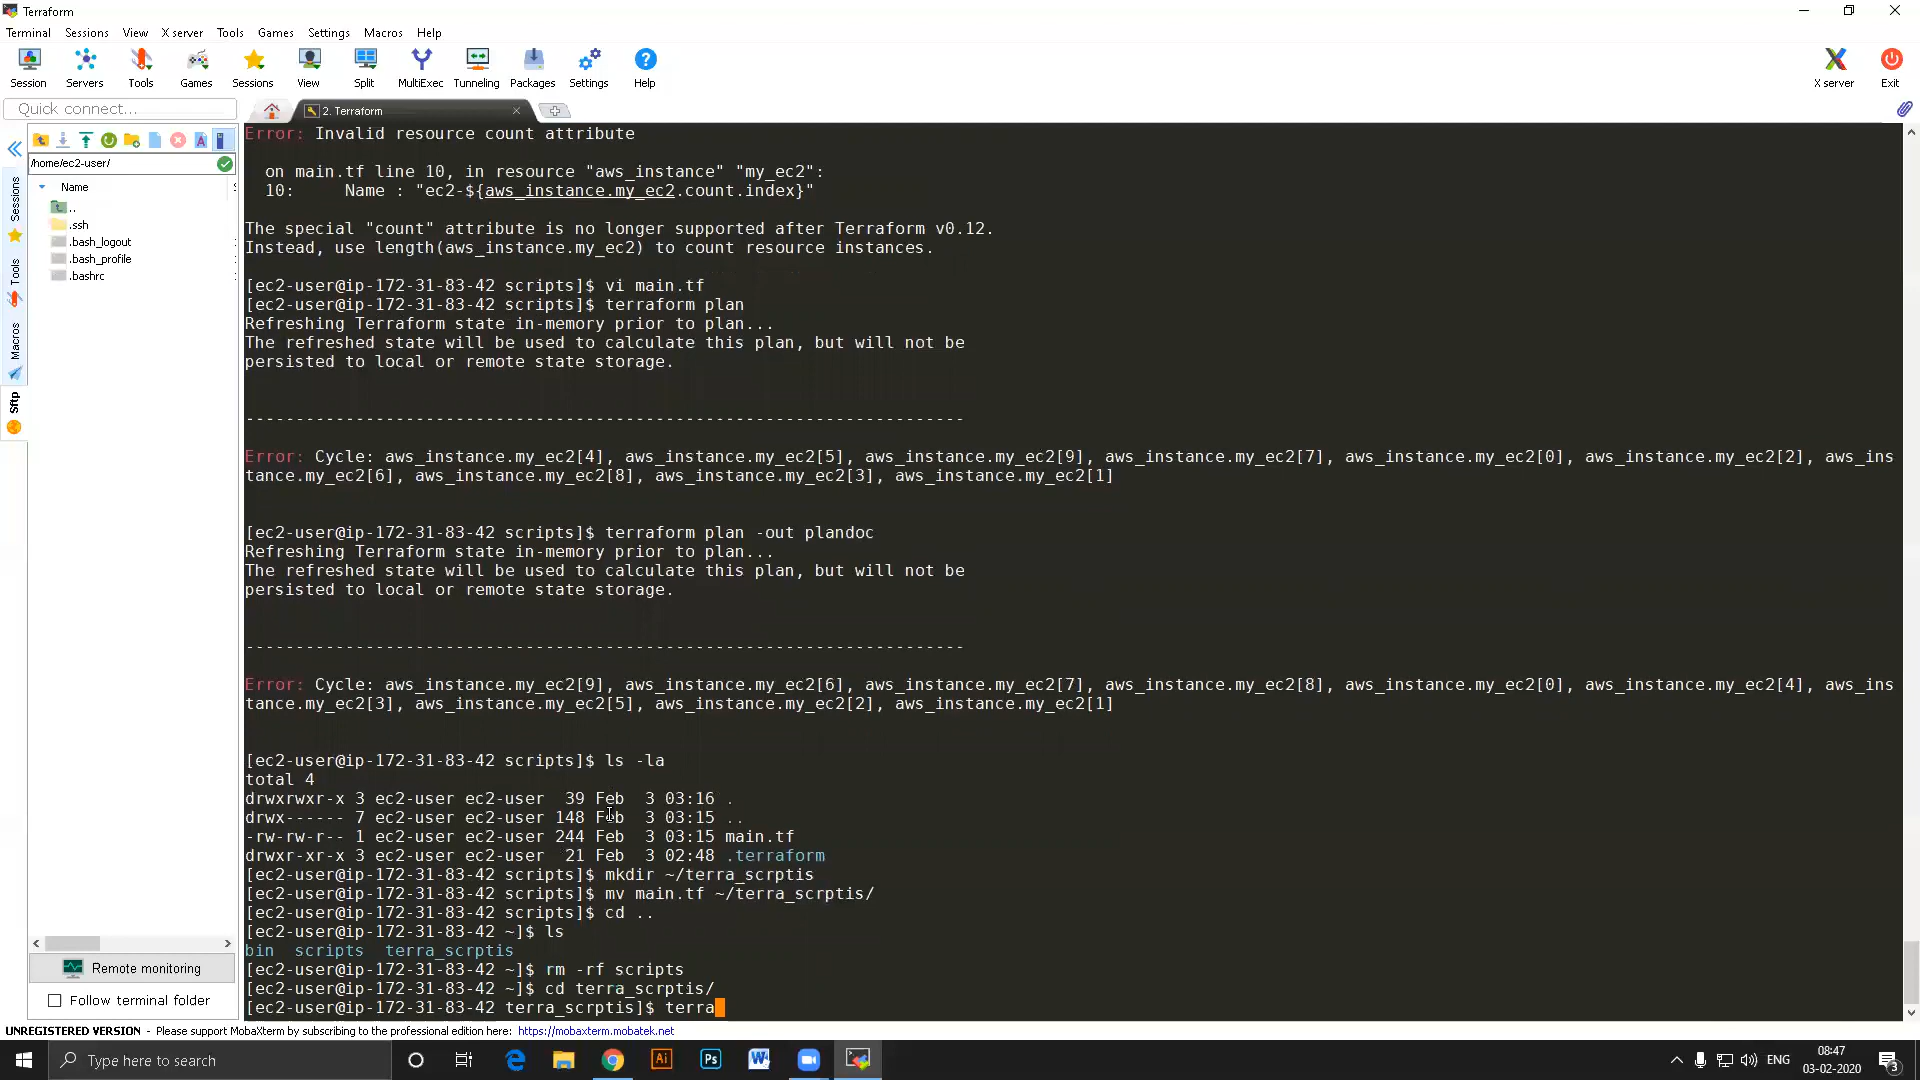 Terraform
Terminal Sessions View X server Tools Games Settings Macros Help
Session Servers Tools Games Sessions View Split MultiExec Tunneling Packages Settings Help X server Exit
Quick connect...
2. Terraform
/home/ec2-user/
Name
..
.ssh
.bash_logout
.bash_profile
.bashrc
Sessions
Tools
Macros
Sftp
Error: Invalid resource count attribute
on main.tf line 10, in resource "aws_instance" "my_ec2":
10: Name : "ec2-${aws_instance.my_ec2.count.index}"
The special "count" attribute is no longer supported after Terraform v0.12.
Instead, use length(aws_instance.my_ec2) to count resource instances.
[ec2-user@ip-172-31-83-42 scripts]$ vi main.tf
[ec2-user@ip-172-31-83-42 scripts]$ terraform plan
Refreshing Terraform state in-memory prior to plan...
The refreshed state will be used to calculate this plan, but will not be
persisted to local or remote state storage.
------------------------------------------------------------------------
Error: Cycle: aws_instance.my_ec2[4], aws_instance.my_ec2[5], aws_instance.my_ec2[9], aws_instance.my_ec2[7], aws_instance.my_ec2[0], aws_instance.my_ec2[2], aws_ins
tance.my_ec2[6], aws_instance.my_ec2[8], aws_instance.my_ec2[3], aws_instance.my_ec2[1]
[ec2-user@ip-172-31-83-42 scripts]$ terraform plan -out plandoc
Refreshing Terraform state in-memory prior to plan...
The refreshed state will be used to calculate this plan, but will not be
persisted to local or remote state storage.
------------------------------------------------------------------------
Error: Cycle: aws_instance.my_ec2[9], aws_instance.my_ec2[6], aws_instance.my_ec2[7], aws_instance.my_ec2[8], aws_instance.my_ec2[0], aws_instance.my_ec2[4], aws_ins
tance.my_ec2[3], aws_instance.my_ec2[5], aws_instance.my_ec2[2], aws_instance.my_ec2[1]
[ec2-user@ip-172-31-83-42 scripts]$ ls -la
total 4
drwxrwxr-x 3 ec2-user ec2-user 39 Feb 3 03:16 .
drwx------ 7 ec2-user ec2-user 148 Feb 3 03:15 ..
-rw-rw-r-- 1 ec2-user ec2-user 244 Feb 3 03:15 main.tf
drwxr-xr-x 3 ec2-user ec2-user 21 Feb 3 02:48 .terraform
[ec2-user@ip-172-31-83-42 scripts]$ mkdir ~/terra_scrptis
[ec2-user@ip-172-31-83-42 scripts]$ mv main.tf ~/terra_scrptis/
[ec2-user@ip-172-31-83-42 scripts]$ cd ..
[ec2-user@ip-172-31-83-42 ~]$ ls
bin scripts terra_scrptis
[ec2-user@ip-172-31-83-42 ~]$ rm -rf scripts
[ec2-user@ip-172-31-83-42 ~]$ cd terra_scrptis/
[ec2-user@ip-172-31-83-42 terra_scrptis]$ terra
Remote monitoring
Follow terminal folder
UNREGISTERED VERSION - Please support MobaXterm by subscribing to the professional edition here: https://mobaxterm.mobatek.net
Type here to search
ENG
08:47
03-02-2020
3